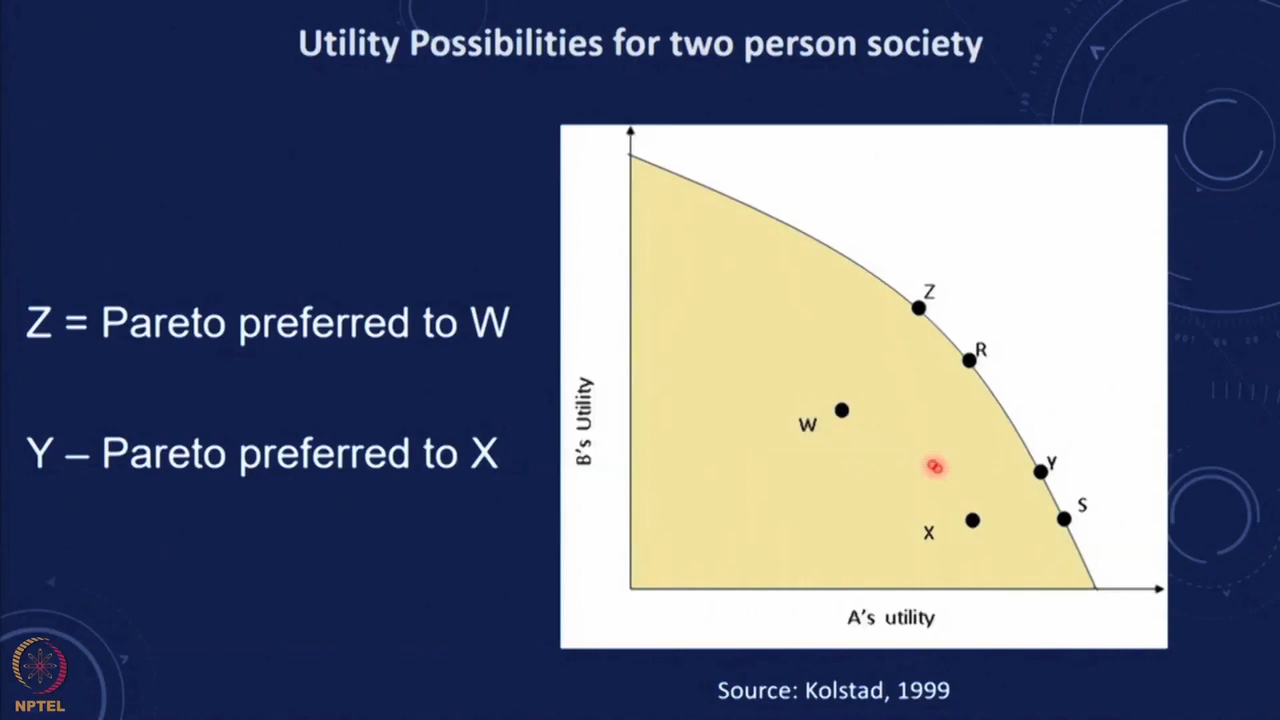 Utility Possibilities for two person society
Z = Pareto preferred to W
Y – Pareto preferred to X
B's Utility
Z
R
W
Y
S
X
A's utility
Source: Kolstad, 1999
NPTEL